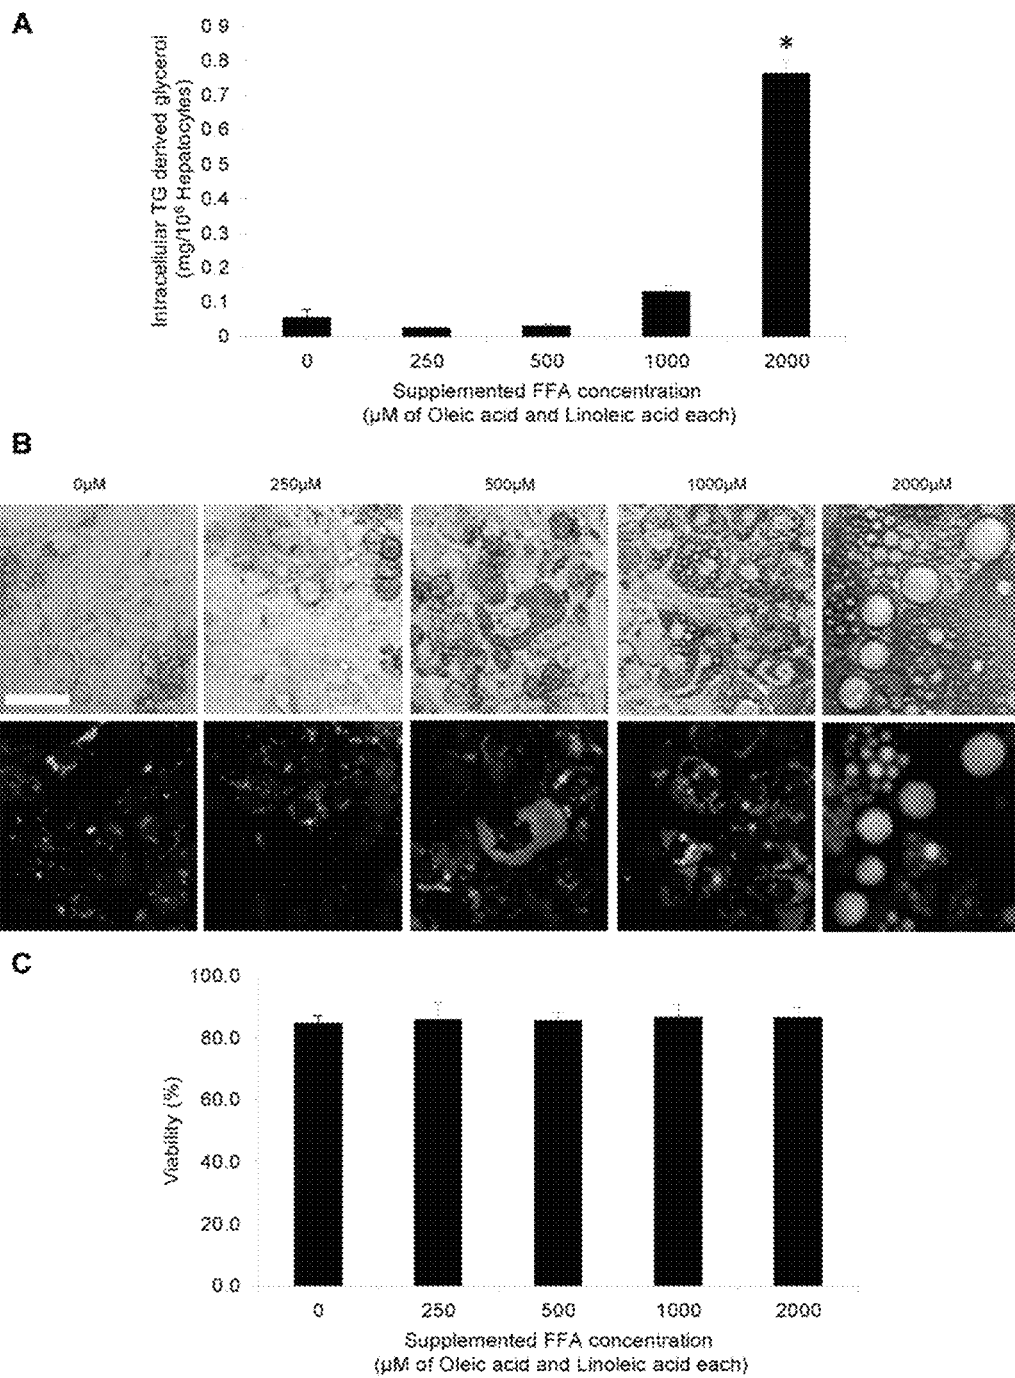 A
Intracellular TG derived glycerol
(mg/10⁶ Hepatocytes)
0.9
0.8
0.7
0.6
0.5
0.4
0.3
0.2
0.1
0
*
0 250 500 1000 2000
Supplemented FFA concentration
(µM of Oleic acid and Linoleic acid each)
B
0µM 250µM 500µM 1000µM 2000µM
C
Viability (%)
100.0
80.0
60.0
40.0
20.0
0.0
0 250 500 1000 2000
Supplemented FFA concentration
(µM of Oleic acid and Linoleic acid each)